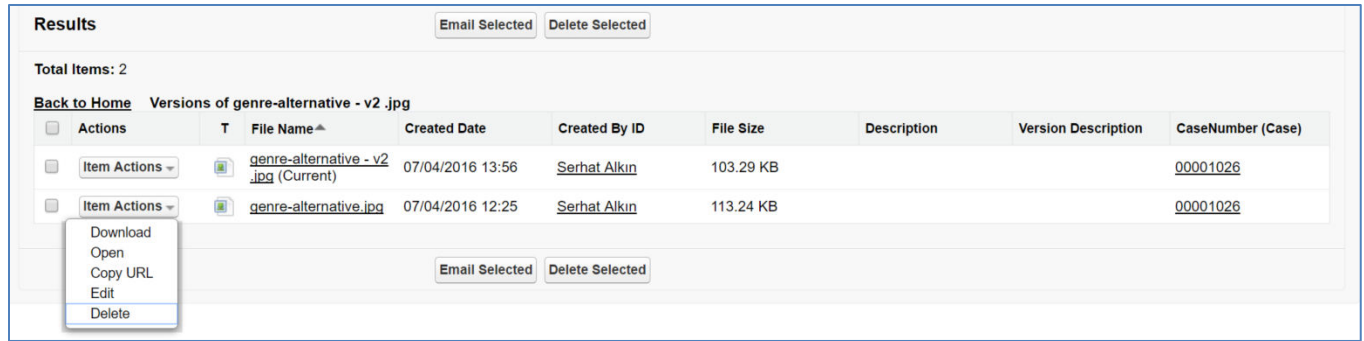 Results Email Selected Delete Selected
Total Items: 2
Back to Home Versions of genre-alternative - v2 .jpg
Actions T File Name Created Date Created By ID File Size Description Version Description CaseNumber (Case)
Item Actions genre-alternative - v2 07/04/2016 13:56 Serhat Alkın 103.29 KB 00001026
.jpg (Current)
Item Actions genre-alternative.jpg 07/04/2016 12:25 Serhat Alkın 113.24 KB 00001026
Download
Open
Copy URL Email Selected Delete Selected
Edit
Delete